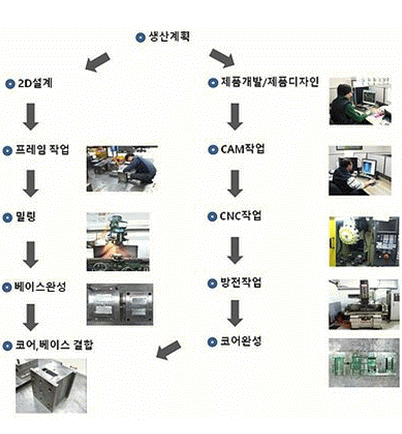 생산계획
2D설계
제품개발/제품디자인
프레임 작업
CAM작업
밀링
CNC작업
베이스완성
방전작업
코어,베이스 결합
코어완성